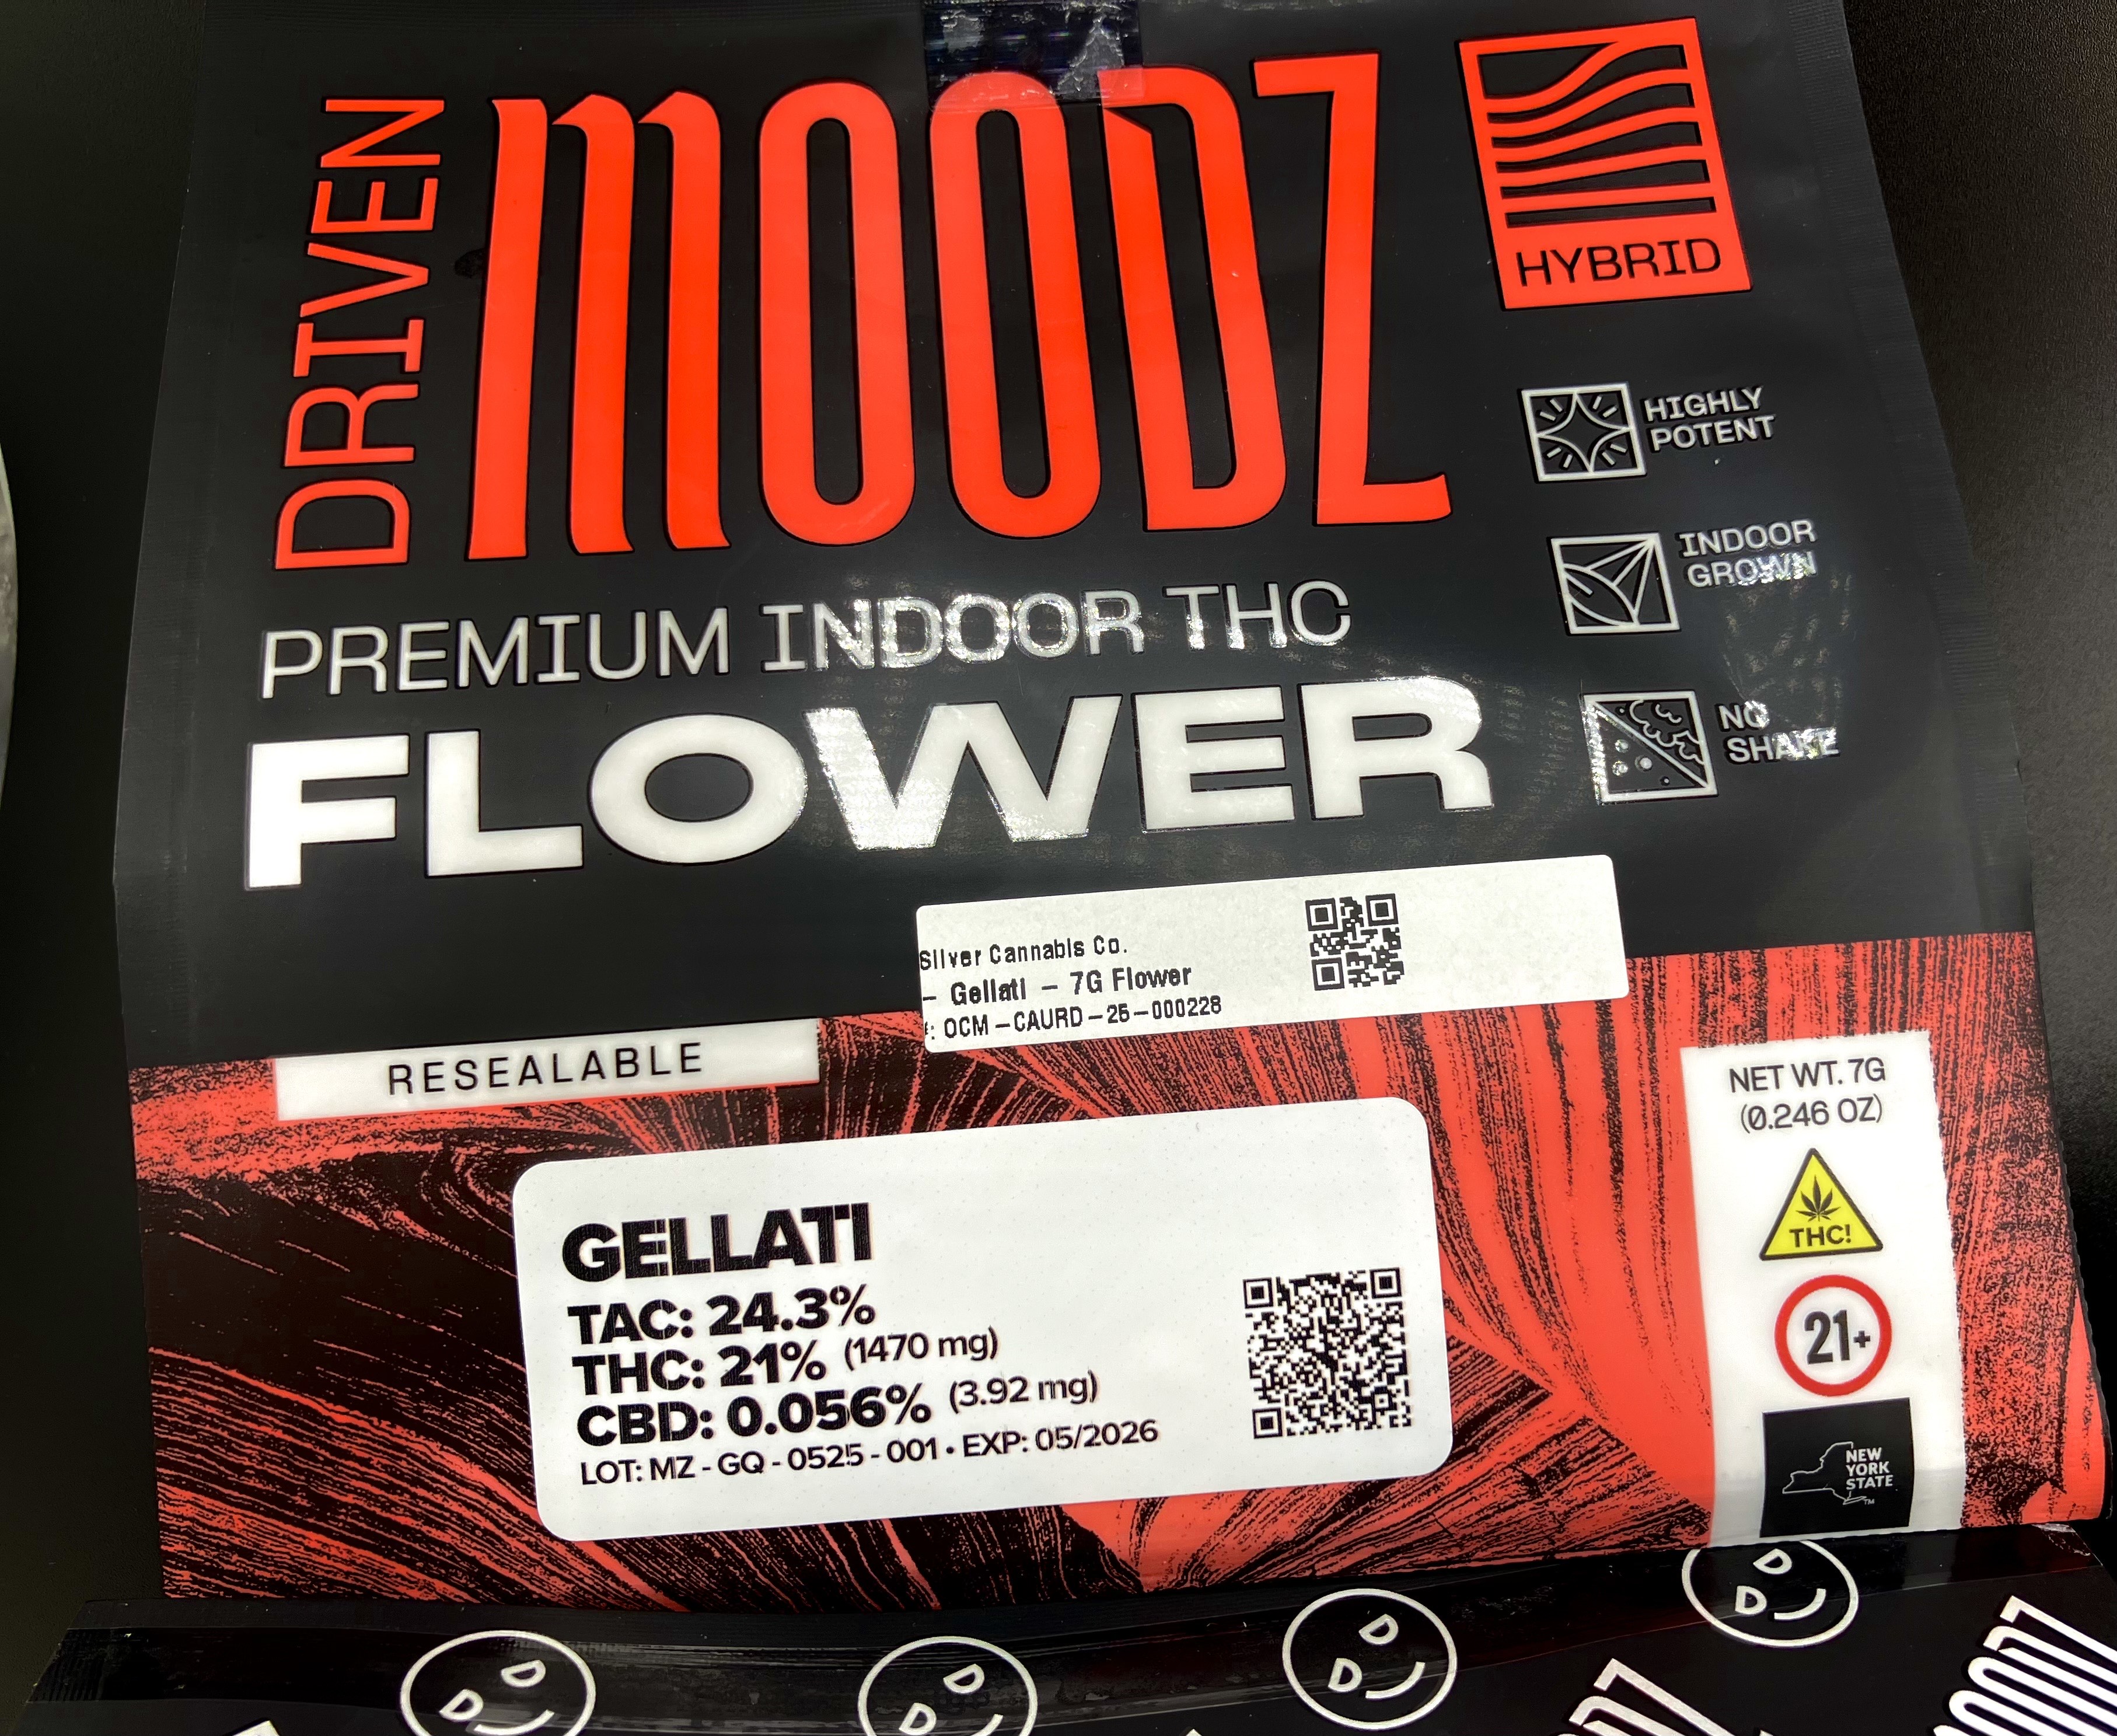 DRIVEN
MOODZ
HYBRID
HIGHLY
POTENT
INDOOR
GROWN
NO
SHAKE
PREMIUM INDOOR THC
FLOWER
Silver Cannabis Co.
- Gellati - 7G Flower
: OCM-CAURD-25-000228
RESEALABLE
NET WT. 7G
(0.246 OZ)
THC!
21+
NEW
YORK
STATE
TM
GELLATI
TAC: 24.3%
THC: 21% (1470 mg)
CBD: 0.056% (3.92 mg)
LOT: MZ - GQ - 0525 - 001 • EXP: 05/2026
MOODZ